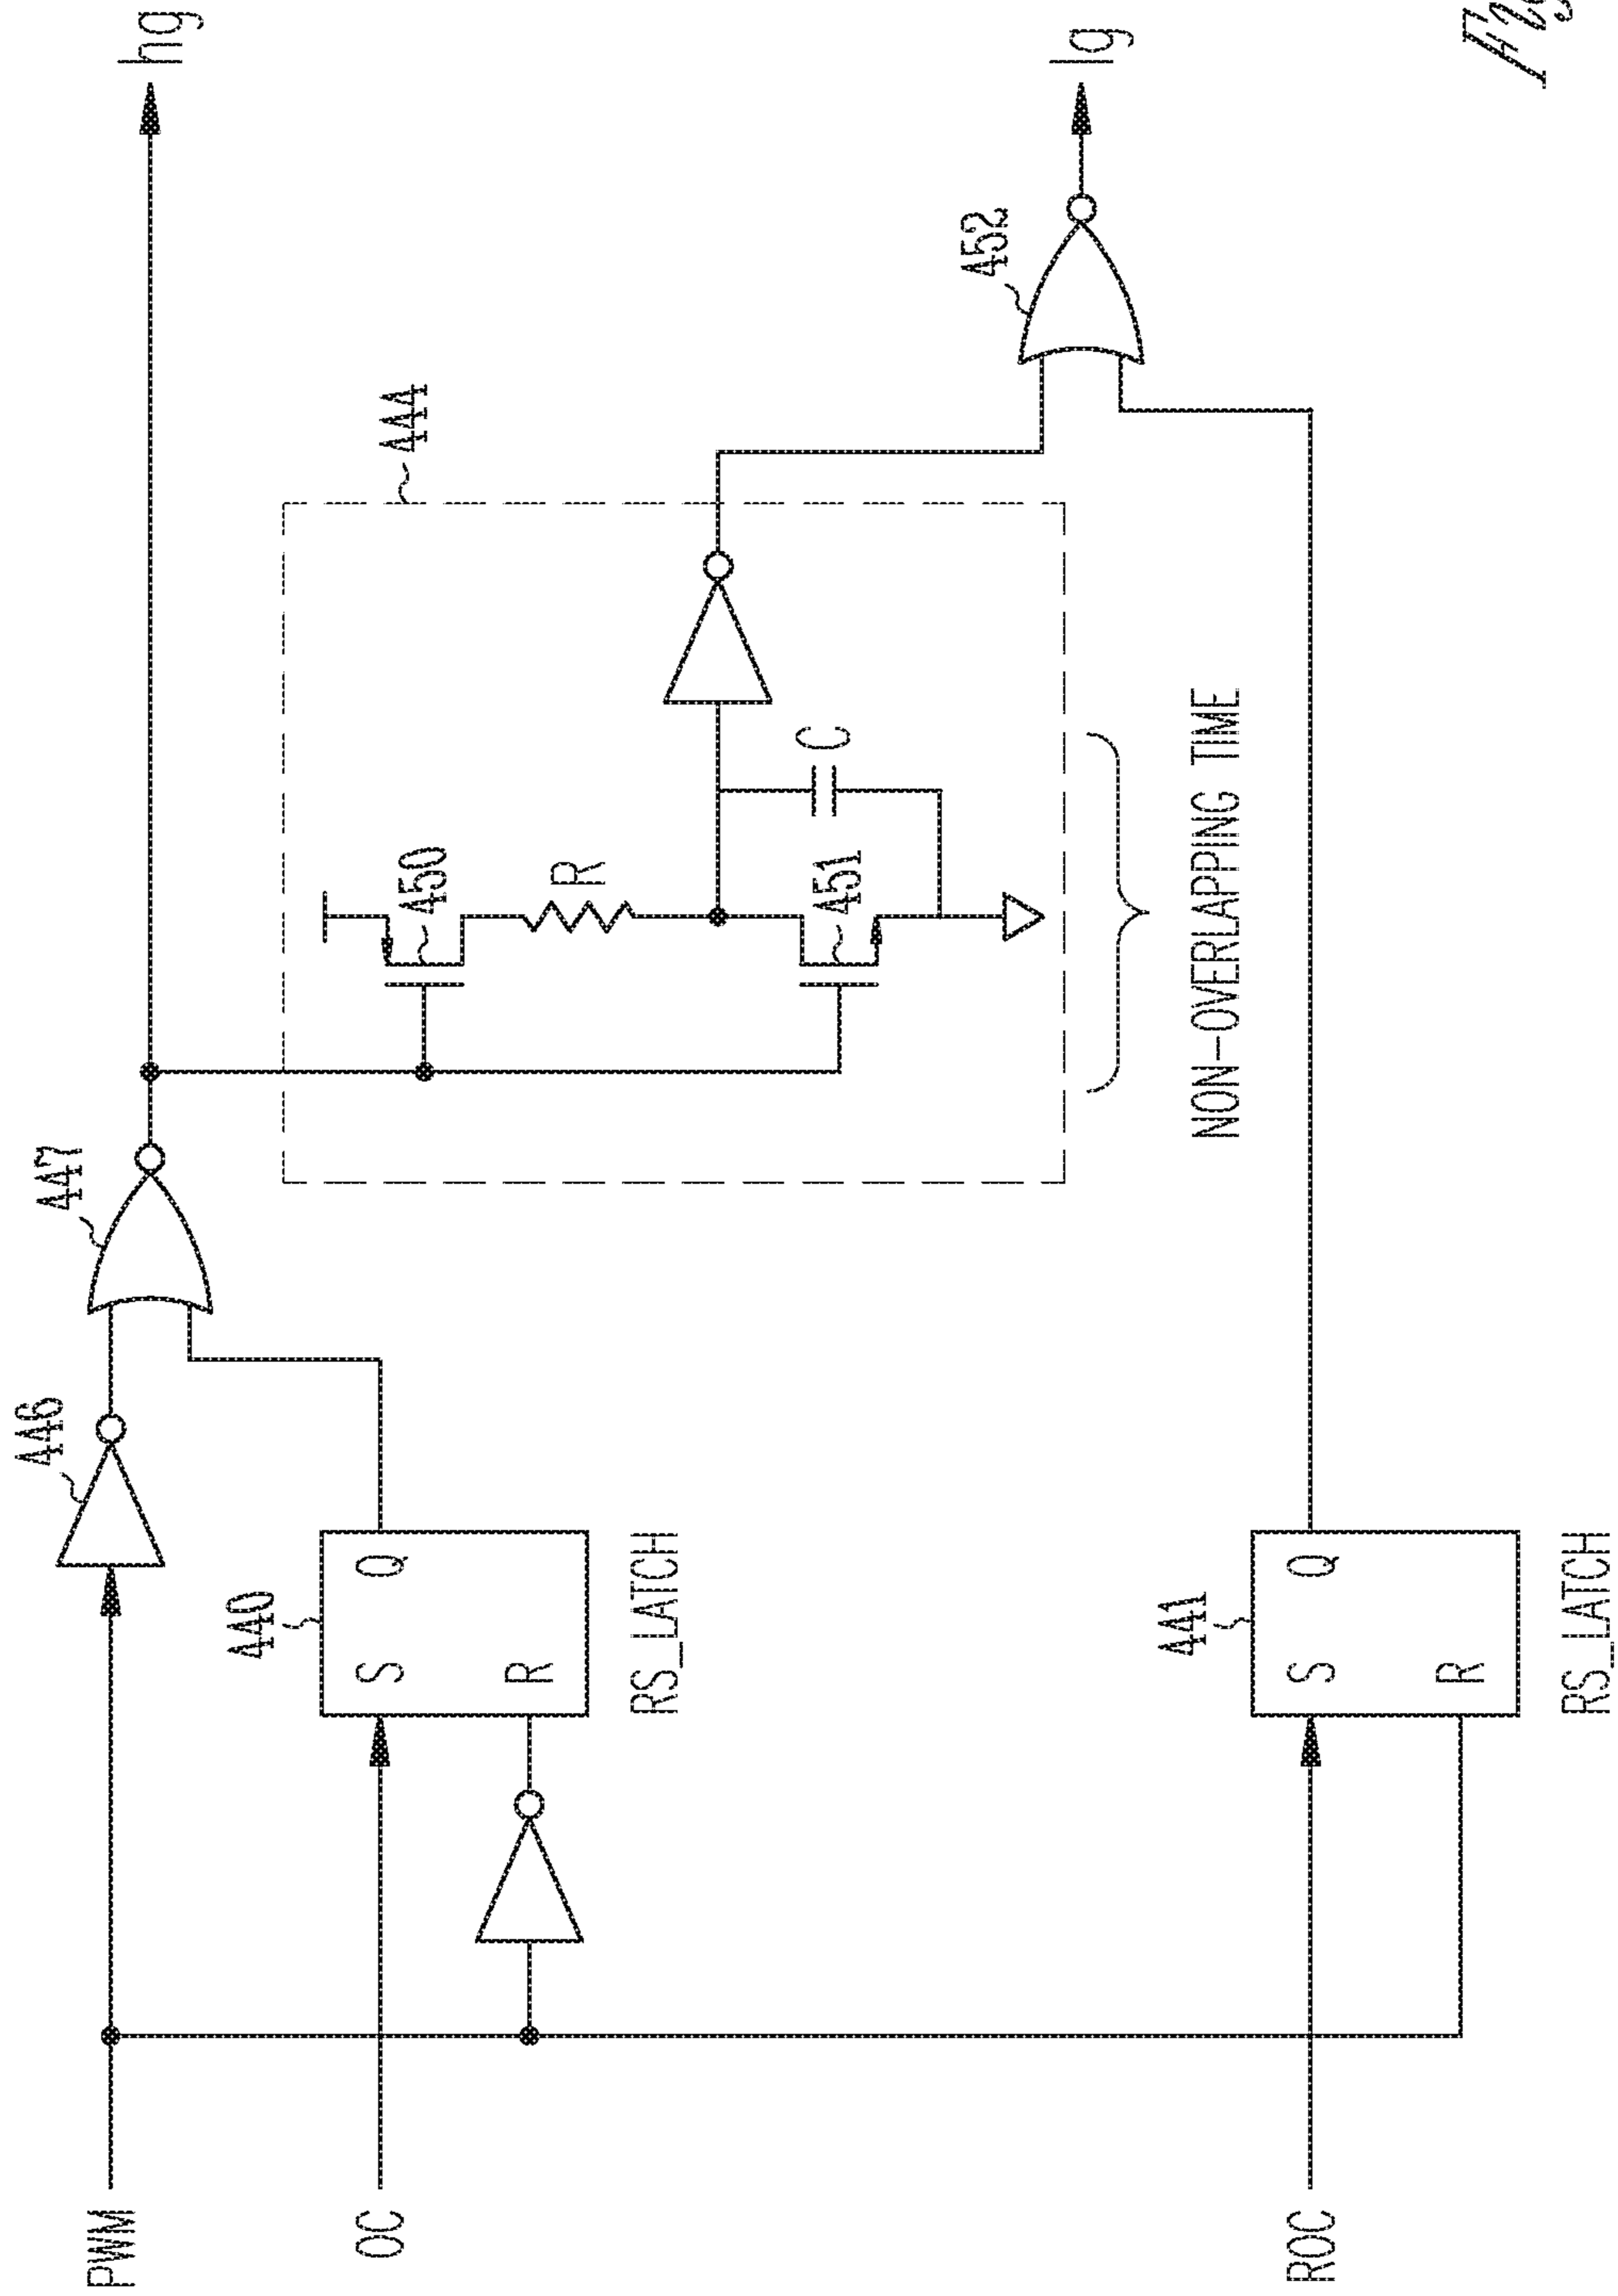 hg
447
446
PWM
440
S
Q
R
RS_LATCH
OC
444
450
R
C
451
NON-OVERLAPPING TIME
452
lg
441
S
Q
R
RS_LATCH
ROC